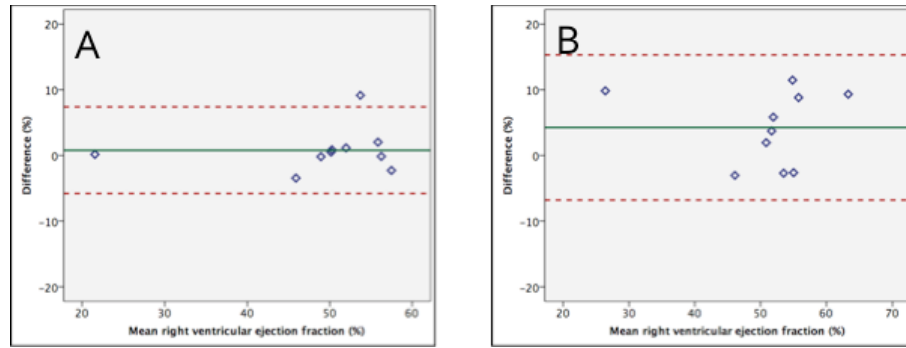 A
20
10
0
-10
-20
Difference (%)
20 30 40 50 60
Mean right ventricular ejection fraction (%)
B
20
10
0
-10
-20
Difference (%)
20 30 40 50 60 70
Mean right ventricular ejection fraction (%)